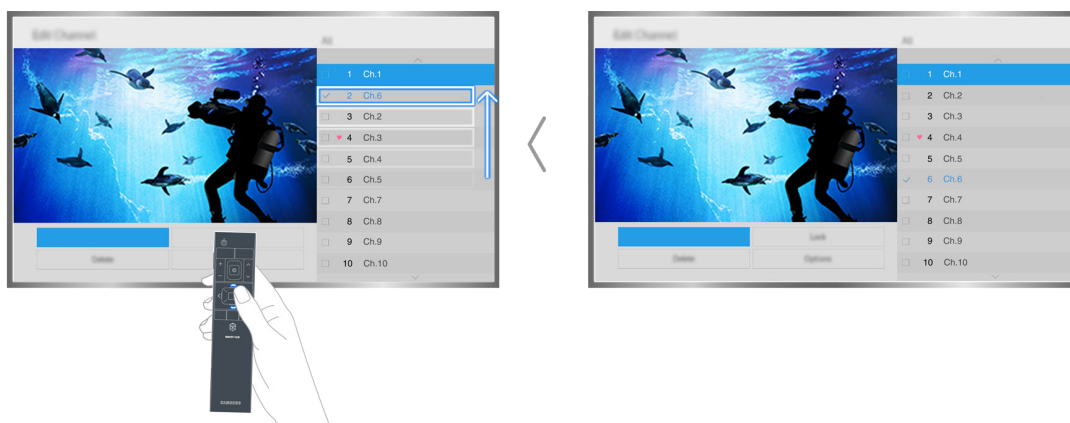 Edit Channel
All
1 Ch.1
✓ 2 Ch.6
3 Ch.2
♥ 4 Ch.3
5 Ch.4
6 Ch.5
7 Ch.7
8 Ch.8
9 Ch.9
10 Ch.10
Delete
SAMSUNG
Edit Channel
All
1 Ch.1
2 Ch.2
3 Ch.3
♥ 4 Ch.4
5 Ch.5
✓ 6 Ch.6
7 Ch.7
8 Ch.8
9 Ch.9
10 Ch.10
Lock
Delete
Options